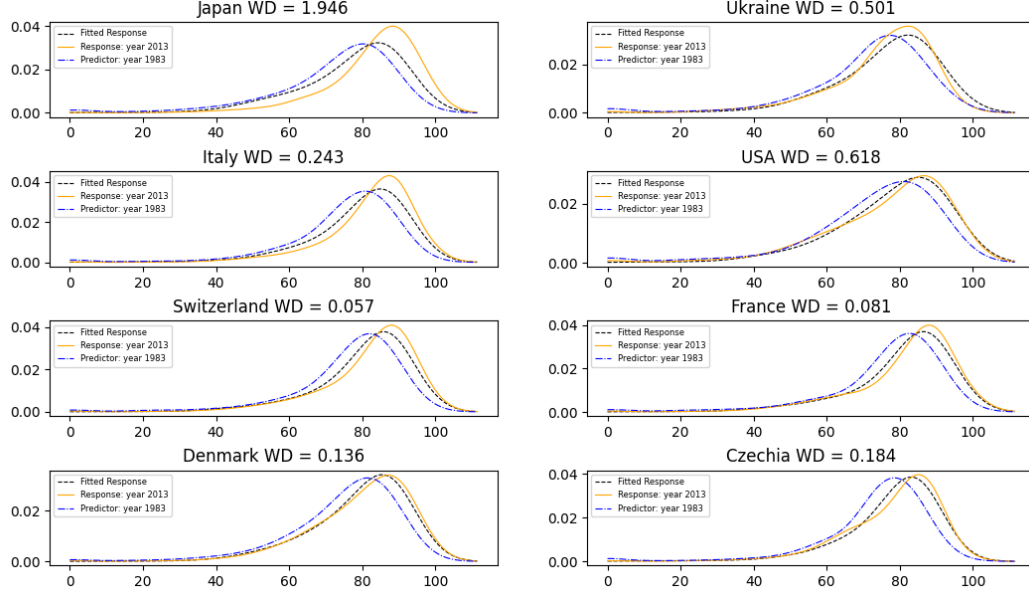 Japan WD = 1.946
0.04
0.02
0.00
Fitted Response
Response: year 2013
Predictor: year 1983
0 20 40 60 80 100
Ukraine WD = 0.501
0.02
0.00
Fitted Response
Response: year 2013
Predictor: year 1983
0 20 40 60 80 100
Italy WD = 0.243
0.04
0.02
0.00
Fitted Response
Response: year 2013
Predictor: year 1983
0 20 40 60 80 100
USA WD = 0.618
0.02
0.00
Fitted Response
Response: year 2013
Predictor: year 1983
0 20 40 60 80 100
Switzerland WD = 0.057
0.04
0.02
0.00
Fitted Response
Response: year 2013
Predictor: year 1983
0 20 40 60 80 100
France WD = 0.081
0.04
0.02
0.00
Fitted Response
Response: year 2013
Predictor: year 1983
0 20 40 60 80 100
Denmark WD = 0.136
0.02
0.00
Fitted Response
Response: year 2013
Predictor: year 1983
0 20 40 60 80 100
Czechia WD = 0.184
0.04
0.02
0.00
Fitted Response
Response: year 2013
Predictor: year 1983
0 20 40 60 80 100